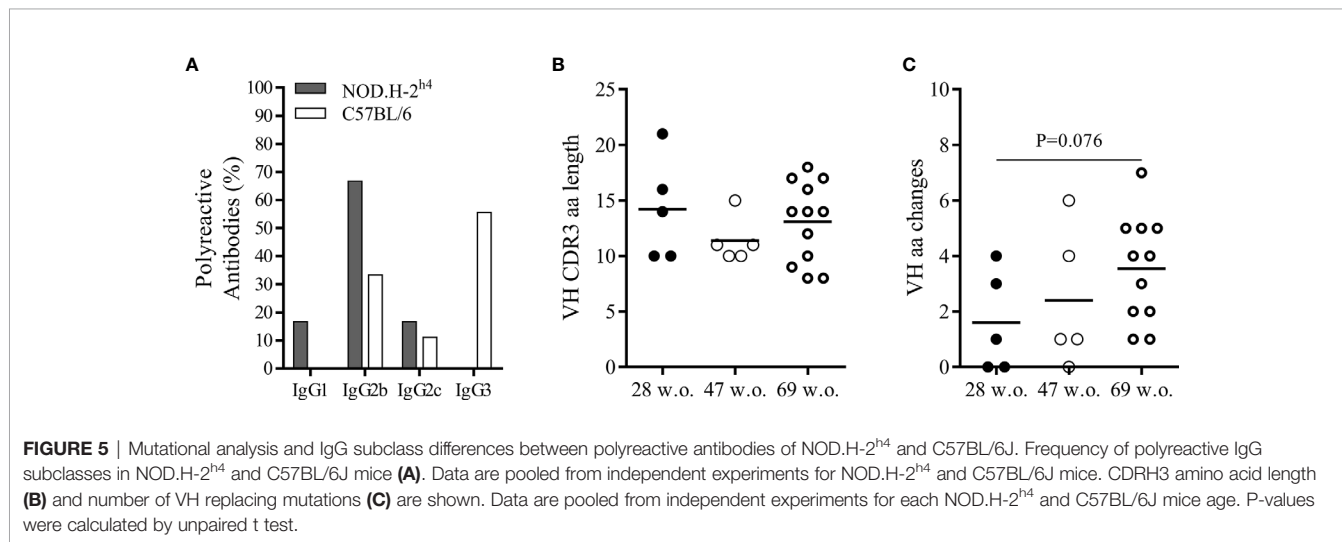 A
100
90
80
70
60
50
40
30
20
10
0
Polyreactive
Antibodies (%)
NOD.H-2h4
C57BL/6
IgG1 IgG2b IgG2c IgG3
B
25
20
15
10
5
0
VH CDR3 aa length
28 w.o. 47 w.o. 69 w.o.
C
10
8
6
4
2
0
VH aa changes
P=0.076
28 w.o. 47 w.o. 69 w.o.
FIGURE 5 | Mutational analysis and IgG subclass differences between polyreactive antibodies of NOD.H-2h4 and C57BL/6J. Frequency of polyreactive IgG
subclasses in NOD.H-2h4 and C57BL/6J mice (A). Data are pooled from independent experiments for NOD.H-2h4 and C57BL/6J mice. CDRH3 amino acid length
(B) and number of VH replacing mutations (C) are shown. Data are pooled from independent experiments for each NOD.H-2h4 and C57BL/6J mice age. P-values
were calculated by unpaired t test.